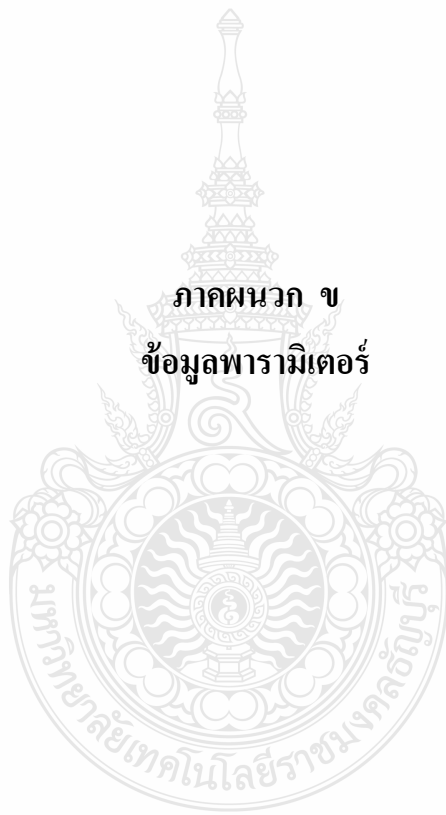 ภาคผนวก ข
ข้อมูลพารามิเตอร์
มหาวิทยาลัยเทคโนโลยีราชมงคลธัญบุรี